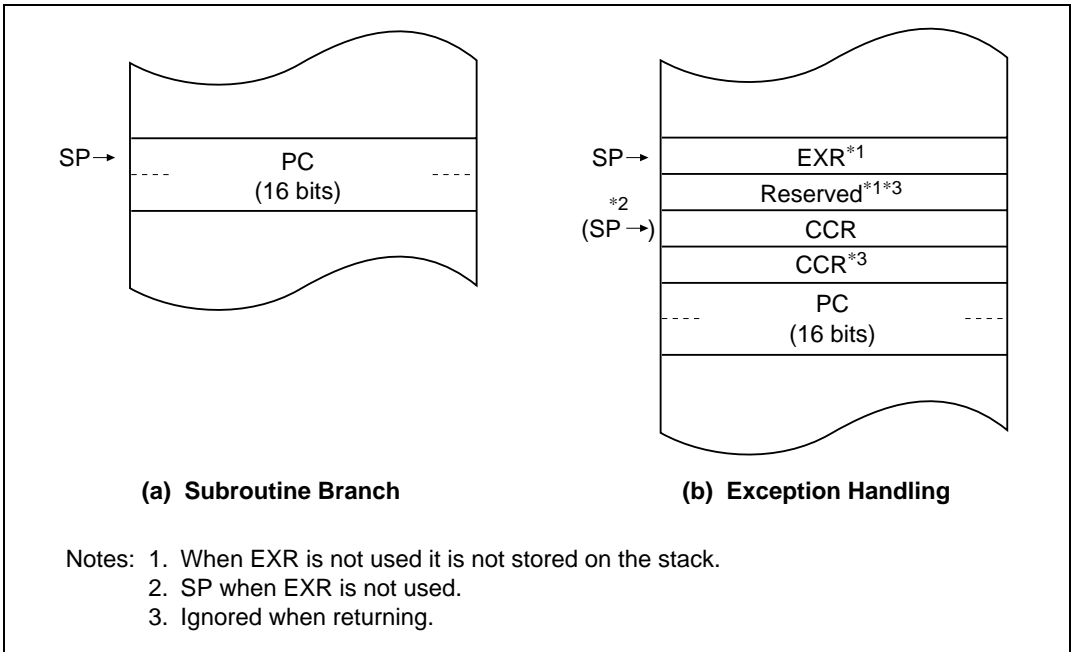 SP→
PC
(16 bits)
(a) Subroutine Branch
SP→
*2
(SP→)
EXR*1
Reserved*1*3
CCR
CCR*3
PC
(16 bits)
(b) Exception Handling
Notes: 1. When EXR is not used it is not stored on the stack.
2. SP when EXR is not used.
3. Ignored when returning.